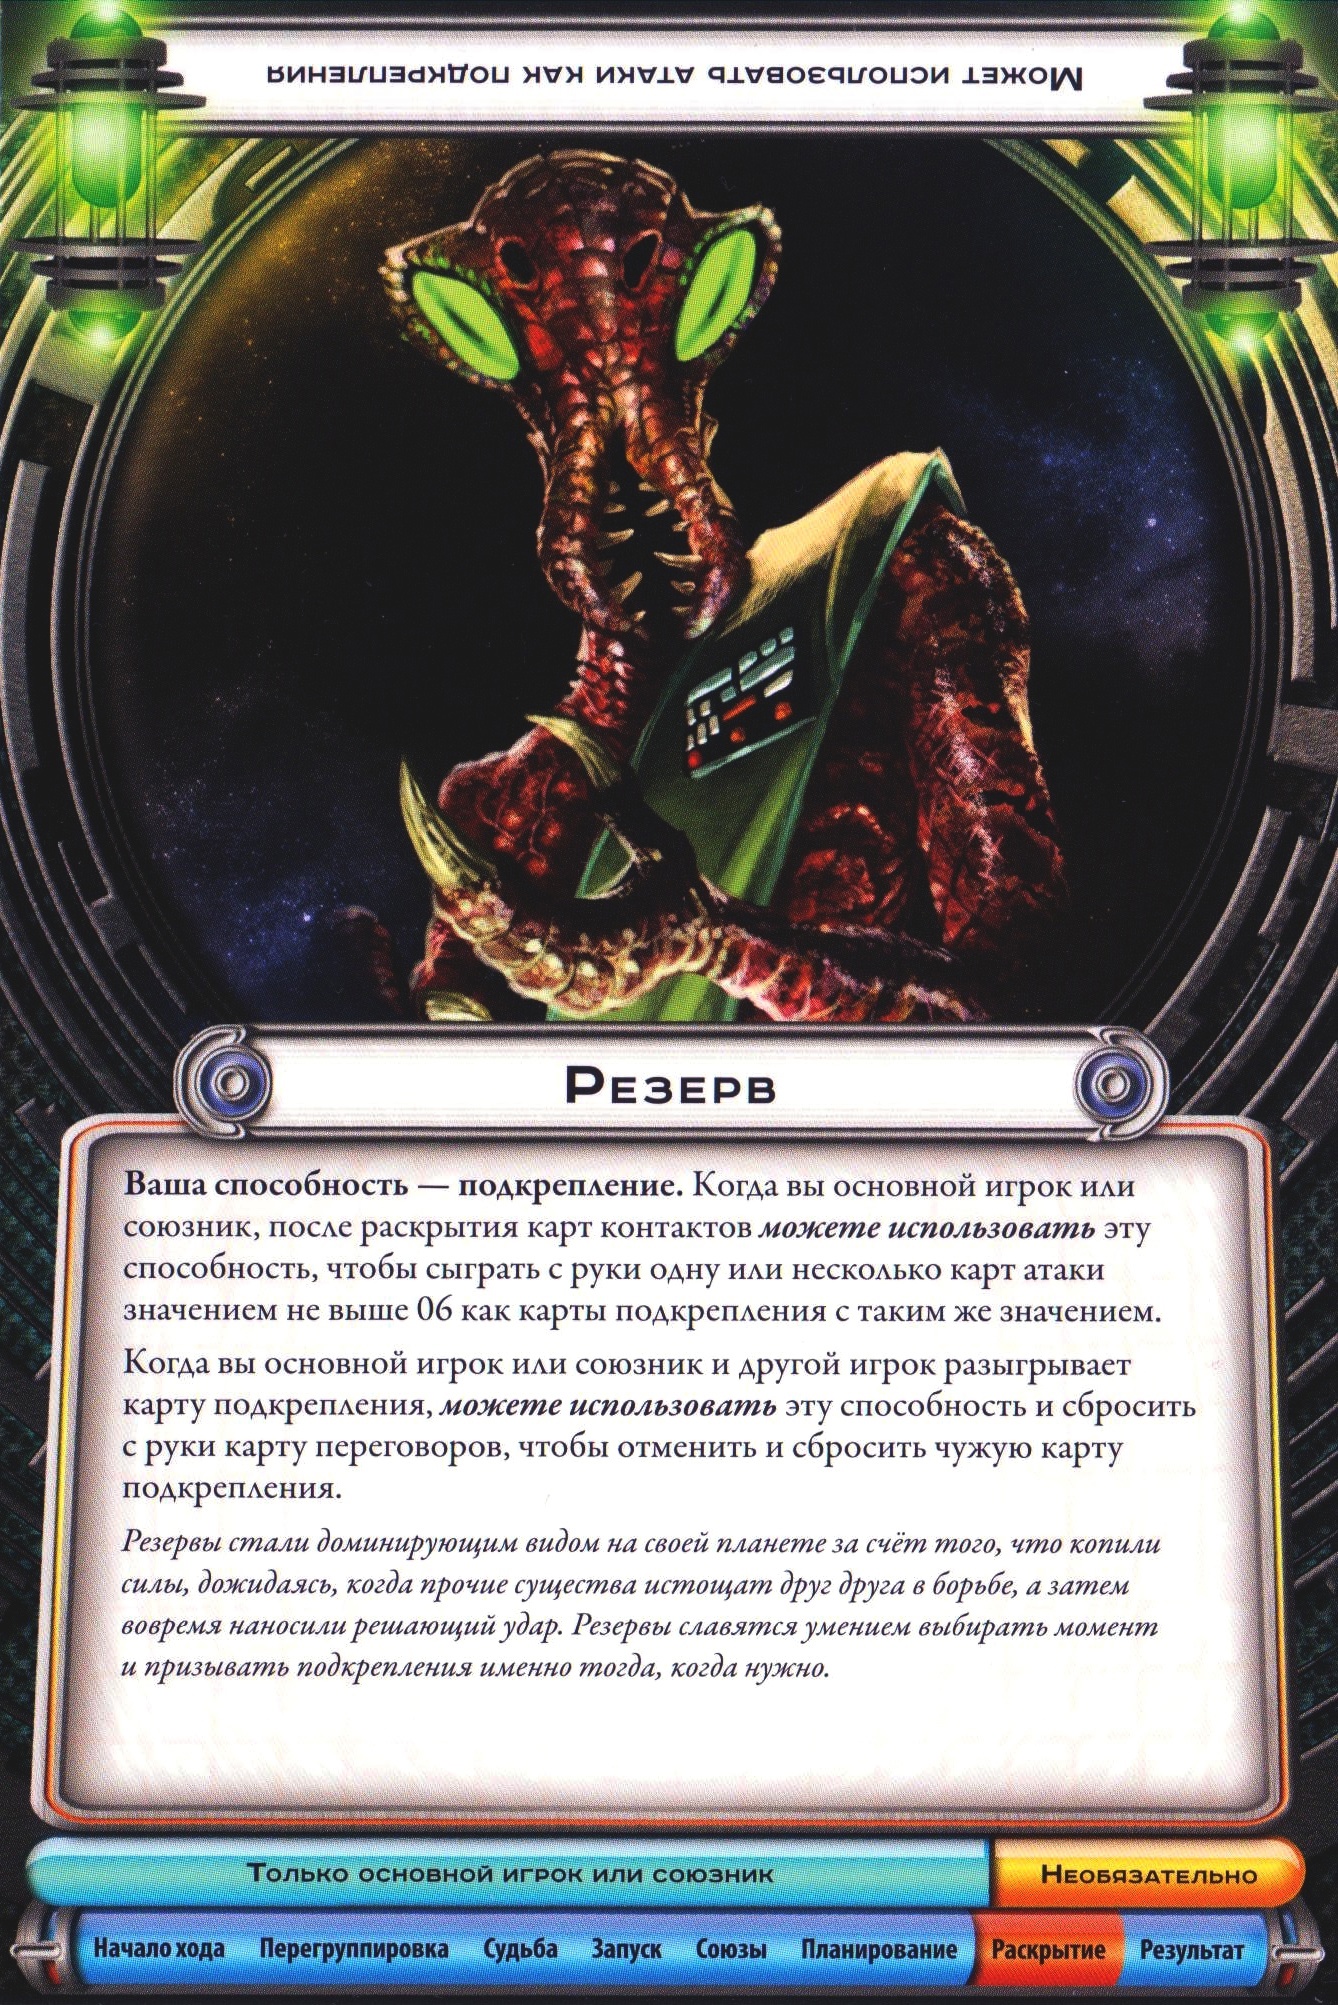 Может использовать атаки как подкрепления
Резерв
Ваша способность — подкрепление. Когда вы основной игрок или
союзник, после раскрытия карт контактов можете использовать эту
способность, чтобы сыграть с руки одну или несколько карт атаки
значением не выше 06 как карты подкрепления с таким же значением.
Когда вы основной игрок или союзник и другой игрок разыгрывает
карту подкрепления, можете использовать эту способность и сбросить
с руки карту переговоров, чтобы отменить и сбросить чужую карту
подкрепления.
Резервы стали доминирующим видом на своей планете за счёт того, что копили
силы, дожидаясь, когда прочие существа истощат друг друга в борьбе, а затем
вовремя наносили решающий удар. Резервы славятся умением выбирать момент
и призывать подкрепления именно тогда, когда нужно.
Только основной игрок или союзник Необязательно
Начало хода Перегруппировка Судьба Запуск Союзы Планирование Раскрытие Результат